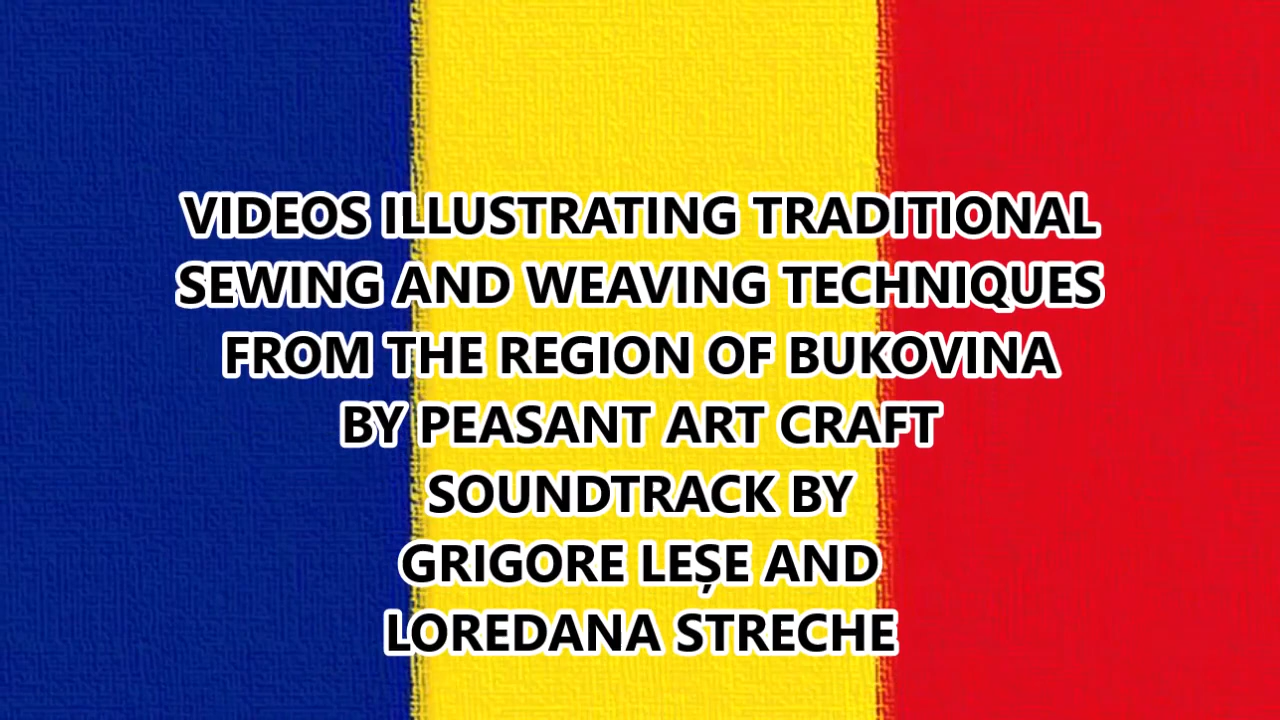 VIDEOS ILLUSTRATING TRADITIONAL
SEWING AND WEAVING TECHNIQUES
FROM THE REGION OF BUKOVINA
BY PEASANT ART CRAFT
SOUNDTRACK BY
GRIGORE LEȘE AND
LOREDANA STRECHE